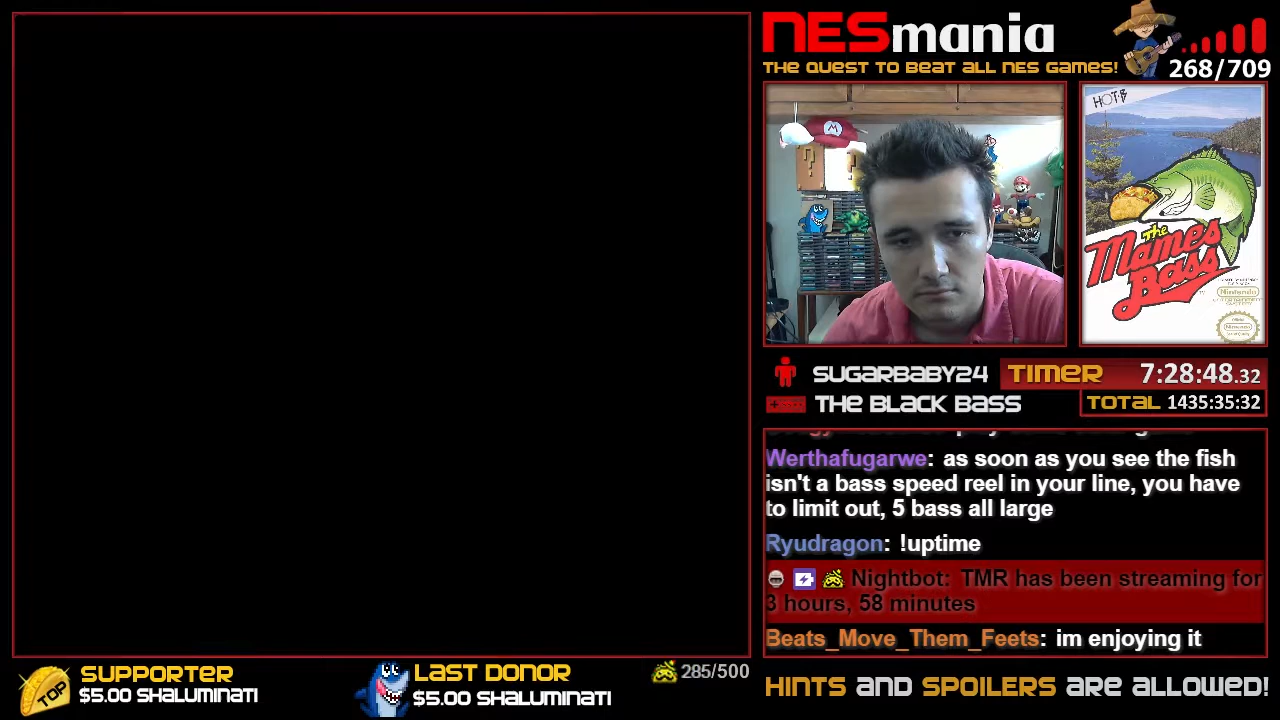 NESmania
THE QUEST TO BEAT ALL NES GAMES!
268/709
HOT·B
The
Mames
Bass
Nintendo
SUGARBABY24
TIMER 7:28:48.32
THE BLACK BASS
TOTAL 1435:35:32
Werthafugarwe: as soon as you see the fish
isn't a bass speed reel in your line, you have
to limit out, 5 bass all large
Ryudragon: !uptime
Nightbot: TMR has been streaming for
3 hours, 58 minutes
Beats_Move_Them_Feets: im enjoying it
TOP
SUPPORTER
$5.00 SHALUMINATI
LAST DONOR
$5.00 SHALUMINATI
285/500
HINTS AND SPOILERS ARE ALLOWED!